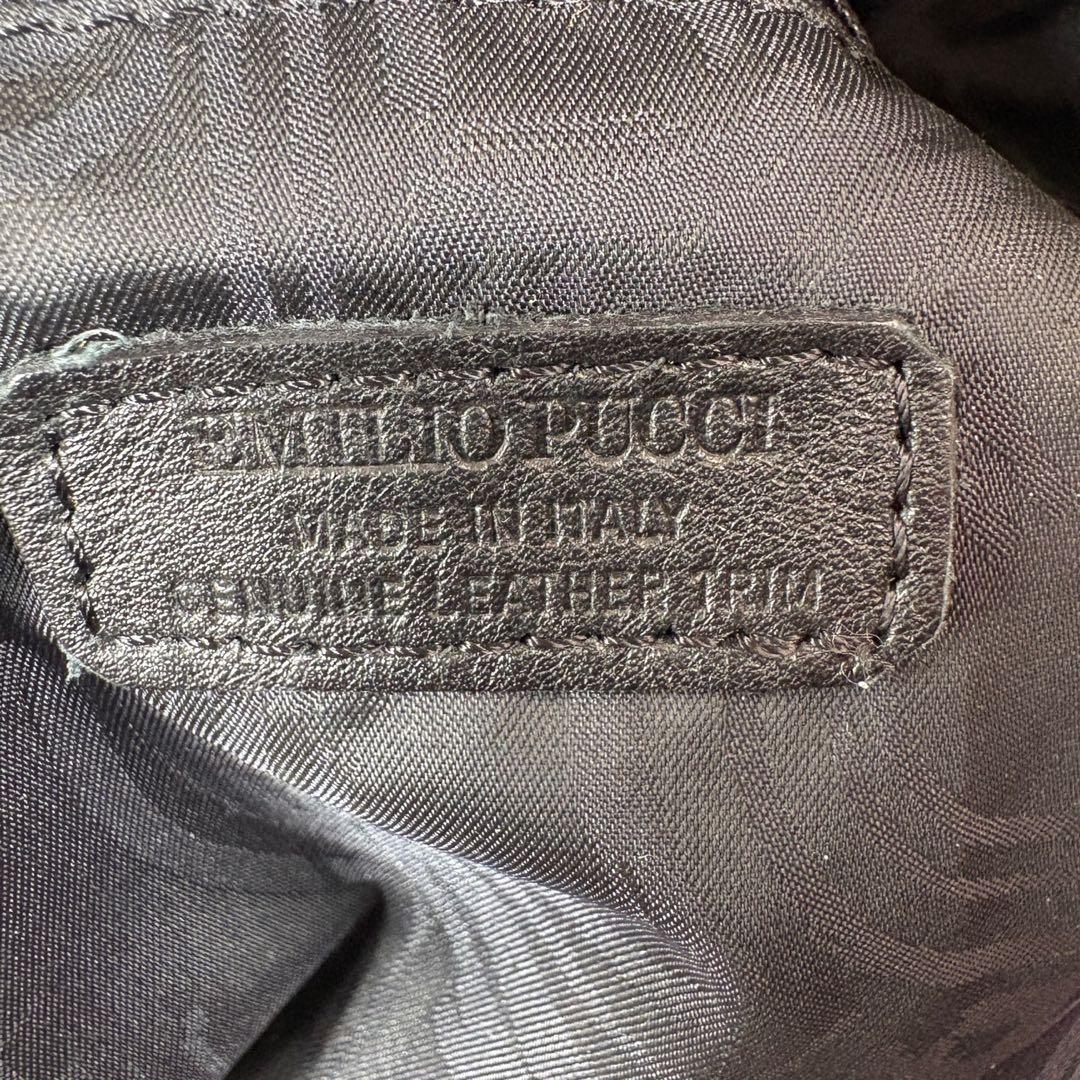 EMILIO PUCCI
MADE IN ITALY
GENUINE LEATHER TRIM